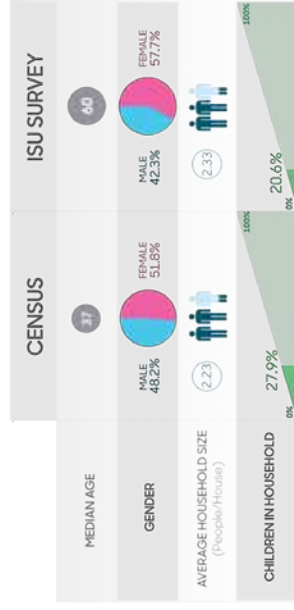 CENSUS
ISU SURVEY
MEDIAN AGE
37
60
GENDER
MALE
48.2%
FEMALE
51.8%
MALE
42.3%
FEMALE
57.7%
AVERAGE HOUSEHOLD SIZE
(People/House)
2.23
2.33
CHILDREN IN HOUSEHOLD
0%
27.9%
100%
0%
20.6%
100%